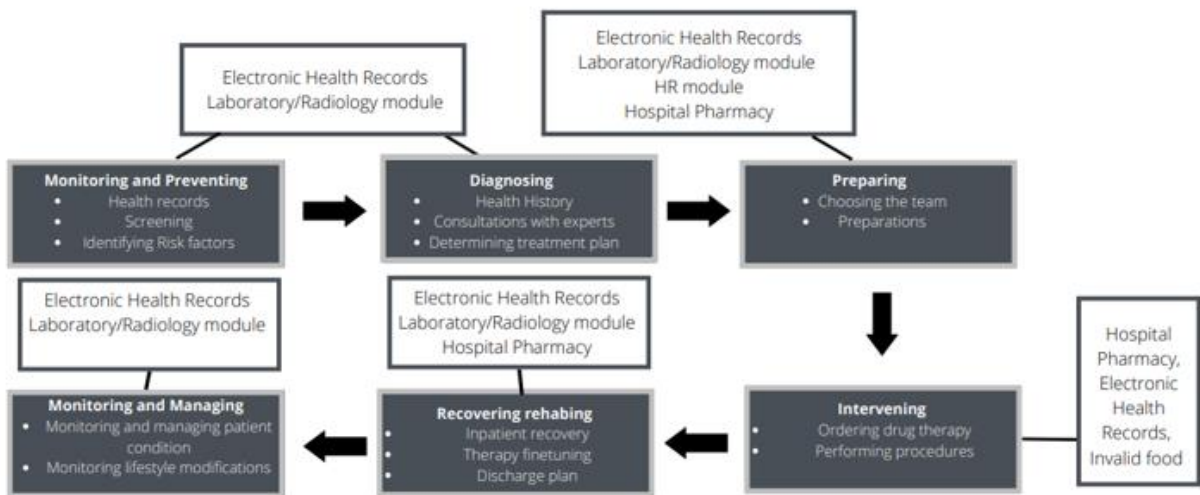 Electronic Health Records
Laboratory/Radiology module
Electronic Health Records
Laboratory/Radiology module
HR module
Hospital Pharmacy
Monitoring and Preventing
• Health records
• Screening
• Identifying Risk factors
Diagnosing
• Health History
• Consultations with experts
• Determining treatment plan
Preparing
• Choosing the team
• Preparations
Electronic Health Records
Laboratory/Radiology module
Electronic Health Records
Laboratory/Radiology module
Hospital Pharmacy
Hospital
Pharmacy,
Electronic
Health
Records,
Invalid food
Monitoring and Managing
• Monitoring and managing patient
condition
• Monitoring lifestyle modifications
Recovering rehabing
• Inpatient recovery
• Therapy finetuning
• Discharge plan
Intervening
• Ordering drug therapy
• Performing procedures